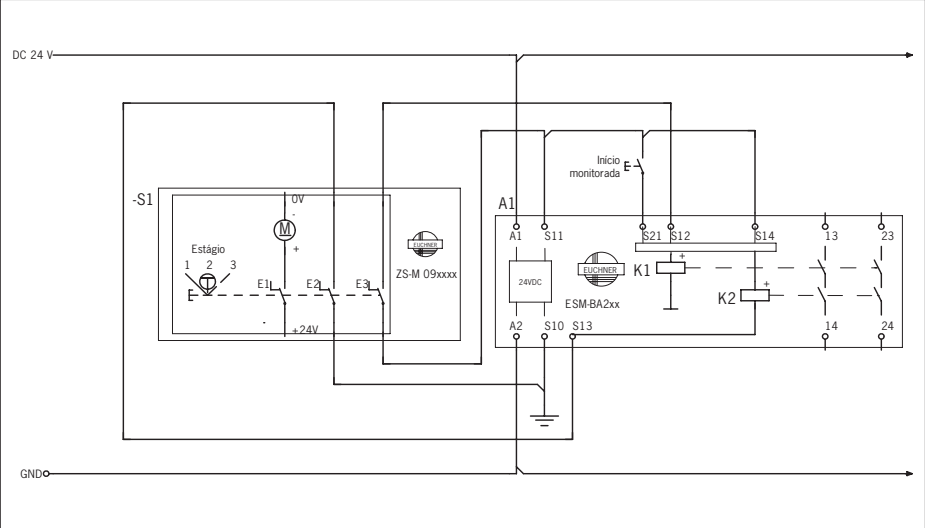 DC 24 V
Início
monitorada
-S1
A1
0V
-
M
+
EUCHNER
ZS-M 09xxxx
Estágio
1 2 3
E1 E2 E3
-
+24V
A1 S11 S21 S12 S14 13 23
EUCHNER
K1 +
24VDC
K2 +
ESM-BA2xx
A2 S10 S13 14 24
GND